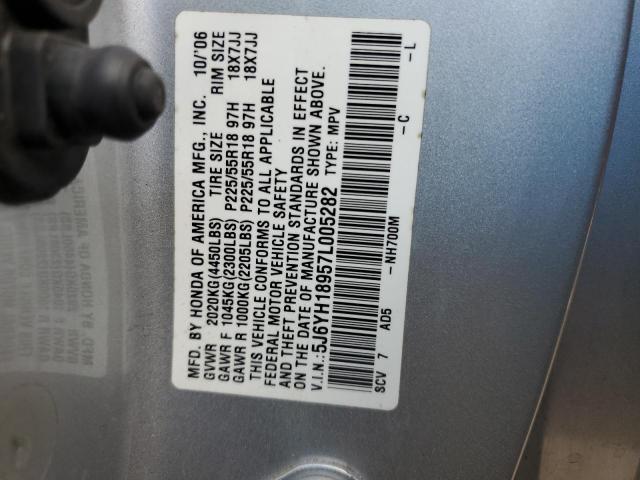 MFD. BY HONDA OF AMERICA MFG., INC. 10/'06
GVWR 2020KG(4450LBS) TIRE SIZE RIM SIZE
GAWR F 1045KG(2300LBS) P225/55R18 97H 18X7JJ
GAWR R 1000KG(2205LBS) P225/55R18 97H 18X7JJ
THIS VEHICLE CONFORMS TO ALL APPLICABLE
FEDERAL MOTOR VEHICLE SAFETY
AND THEFT PREVENTION STANDARDS IN EFFECT
ON THE DATE OF MANUFACTURE SHOWN ABOVE.
V.I.N.:5J6YH18957L005282 TYPE: MPV
SCV 7 AD5 -NH700M -C -L